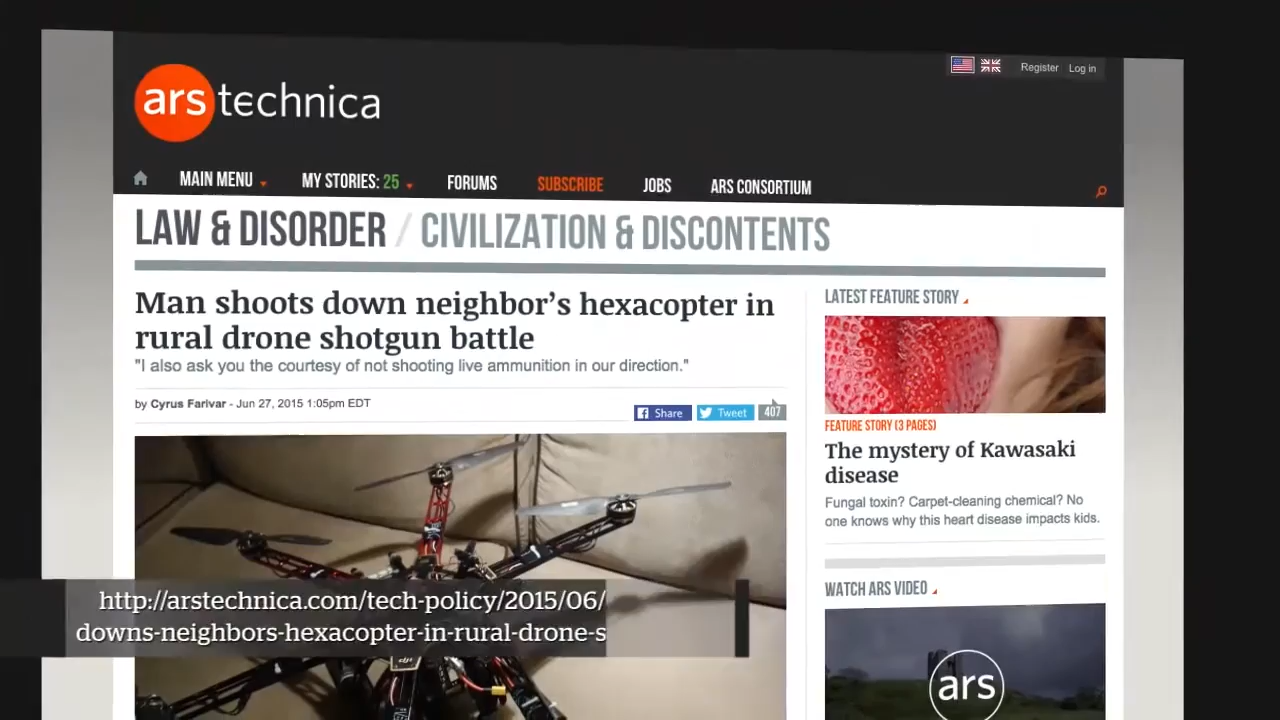 Register Log in
ars technica
MAIN MENU MY STORIES: 25 FORUMS SUBSCRIBE JOBS ARS CONSORTIUM
LAW & DISORDER / CIVILIZATION & DISCONTENTS
Man shoots down neighbor’s hexacopter in
rural drone shotgun battle
"I also ask you the courtesy of not shooting live ammunition in our direction."
by Cyrus Farivar - Jun 27, 2015 1:05pm EDT
Share Tweet 407
LATEST FEATURE STORY
FEATURE STORY (3 PAGES)
The mystery of Kawasaki
disease
Fungal toxin? Carpet-cleaning chemical? No
one knows why this heart disease impacts kids.
WATCH ARS VIDEO
ars
http://arstechnica.com/tech-policy/2015/06/
downs-neighbors-hexacopter-in-rural-drone-s